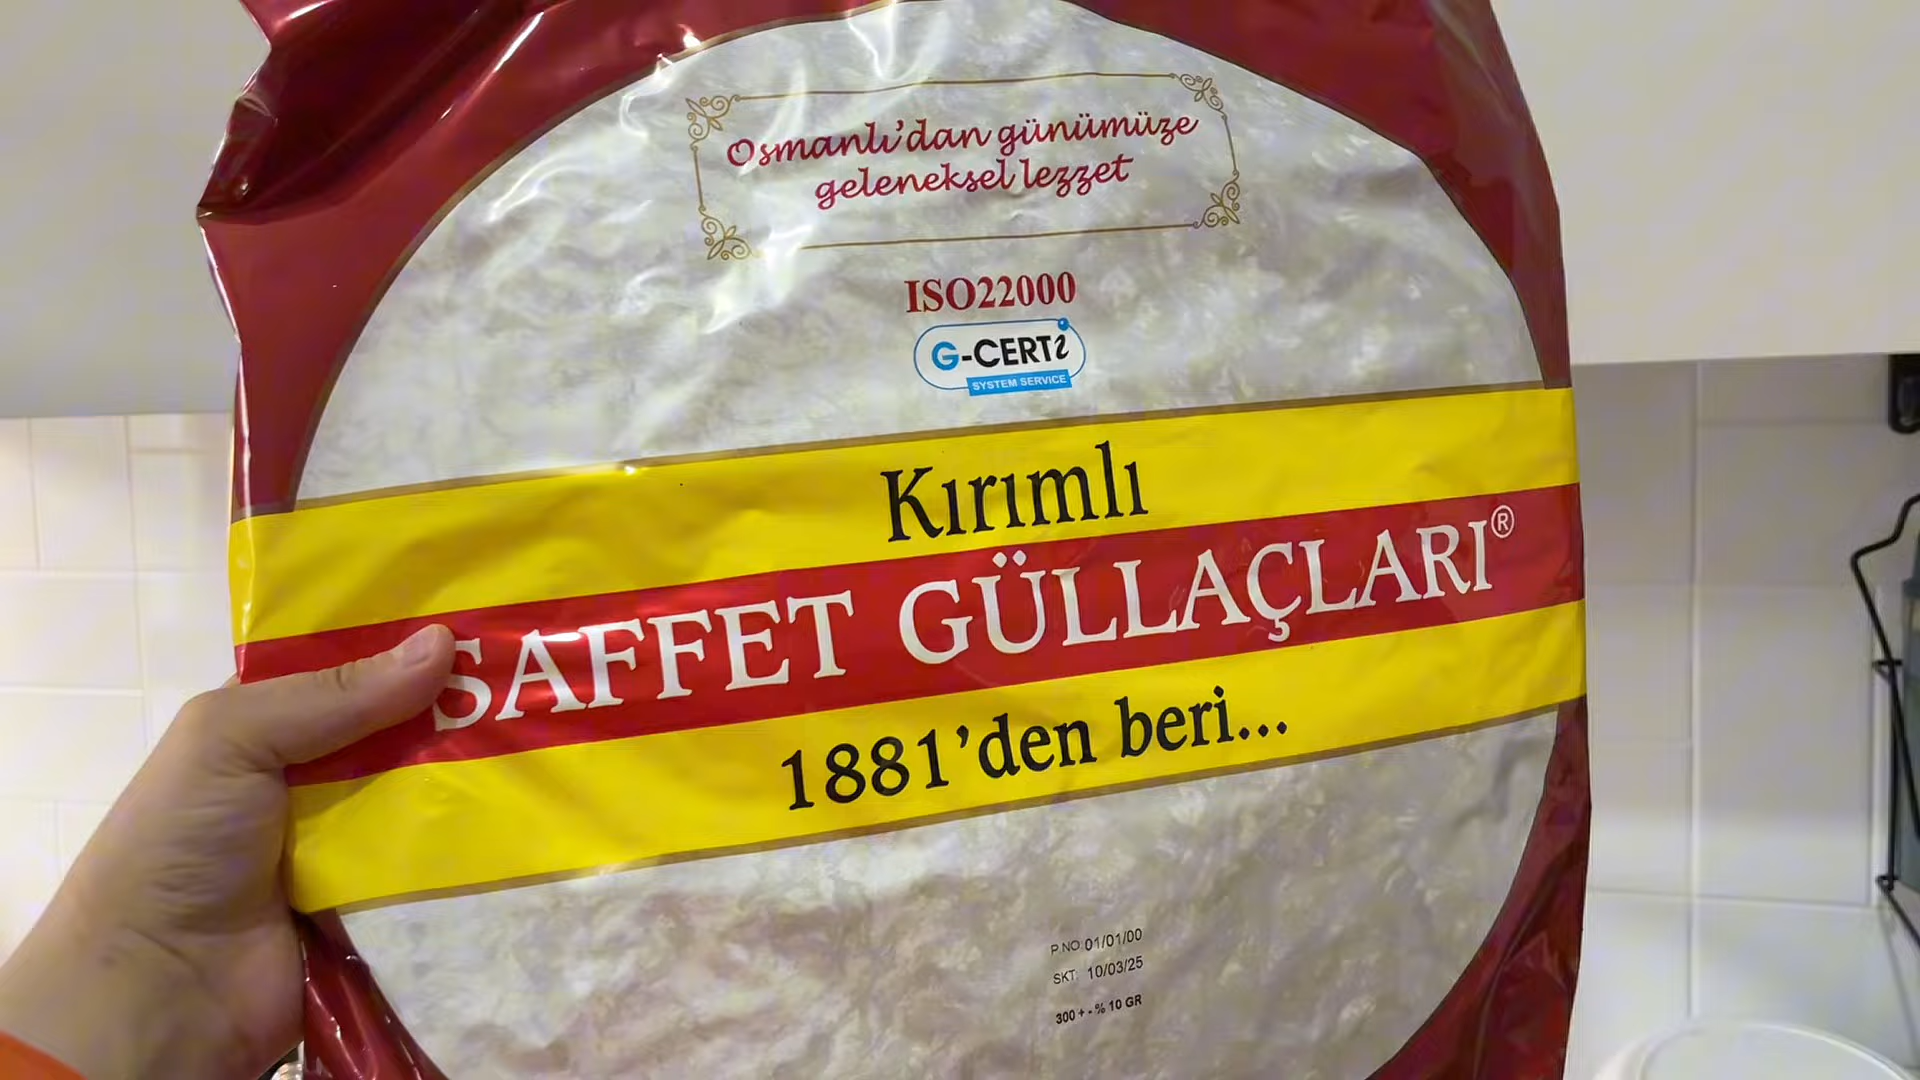 Osmanlı'dan günümüze
geleneksel lezzet
ISO22000
G-CERTi
SYSTEM SERVICE
Kırımlı
SAFFET GÜLLAÇLARI®
1881'den beri...
P.NO: 01/01/00
SKT: 10/03/25
300 + - % 10 GR